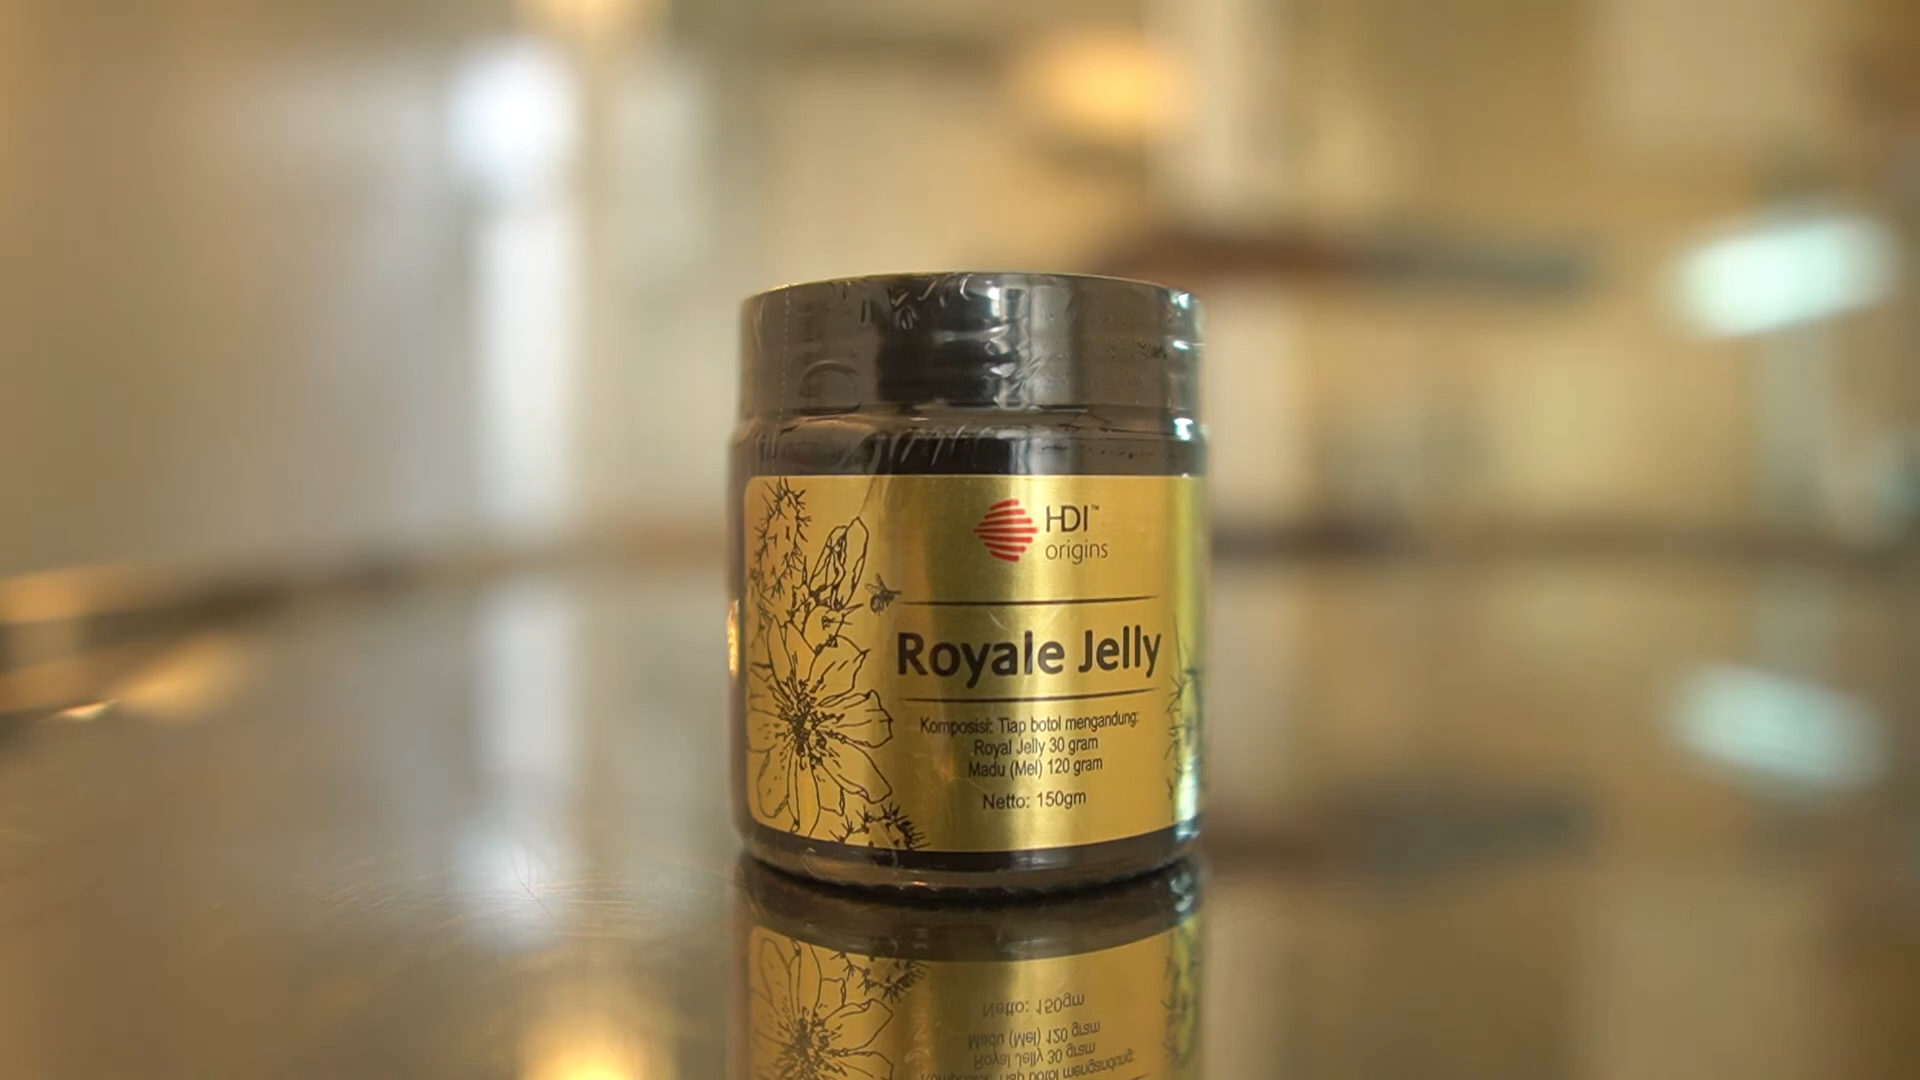 HDI™
origins
Royale Jelly
Komposisi: Tiap botol mengandung:
Royal Jelly 30 gram
Madu (Mel) 120 gram
Netto: 150gm